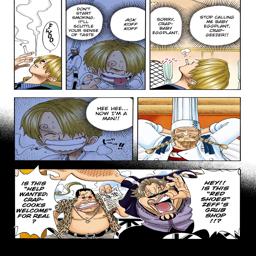 DON'T
START
SMOKING.
IT'LL
SCUTTLE
YOUR
SENSE OF
TASTE
ACK
KOFF
KOFF
SORRY,
CRAP-
BABY
EGGPLANT.
STOP CALLING
ME BABY
EGGPLANT,
CRAP-
GEEZER!!
HEE HEE...
NOW I'M
A MAN!!
IS THIS
"HELP
WANTED:
CRAP-
COOKS
WELCOME"
FOR REAL
?
HEY!!
IS THIS
"RED
SHOES"
ZEFF'S
GRUB
SHOP
!!?